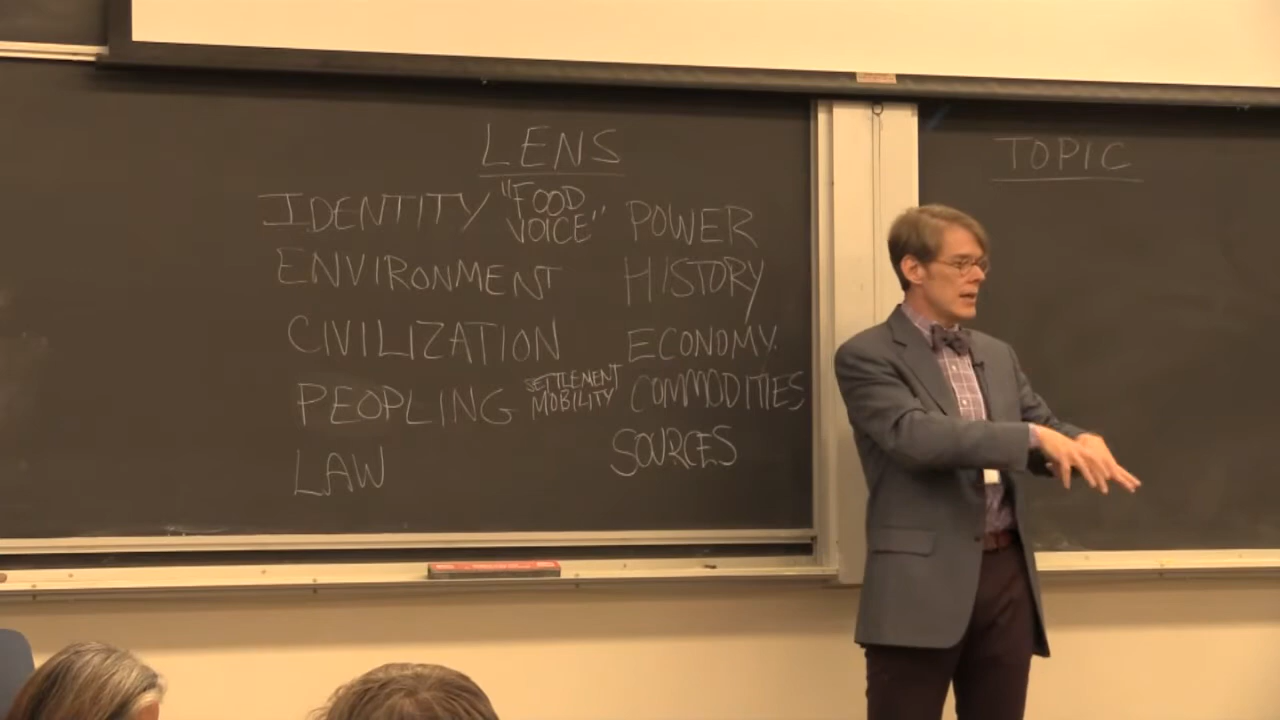 LENS
IDENTITY "FOOD VOICE" POWER
ENVIRONMENT HISTORY
CIVILIZATION ECONOMY.
PEOPLING SETTLEMENT MOBILITY COMMODITIES
LAW SOURCES
TOPIC